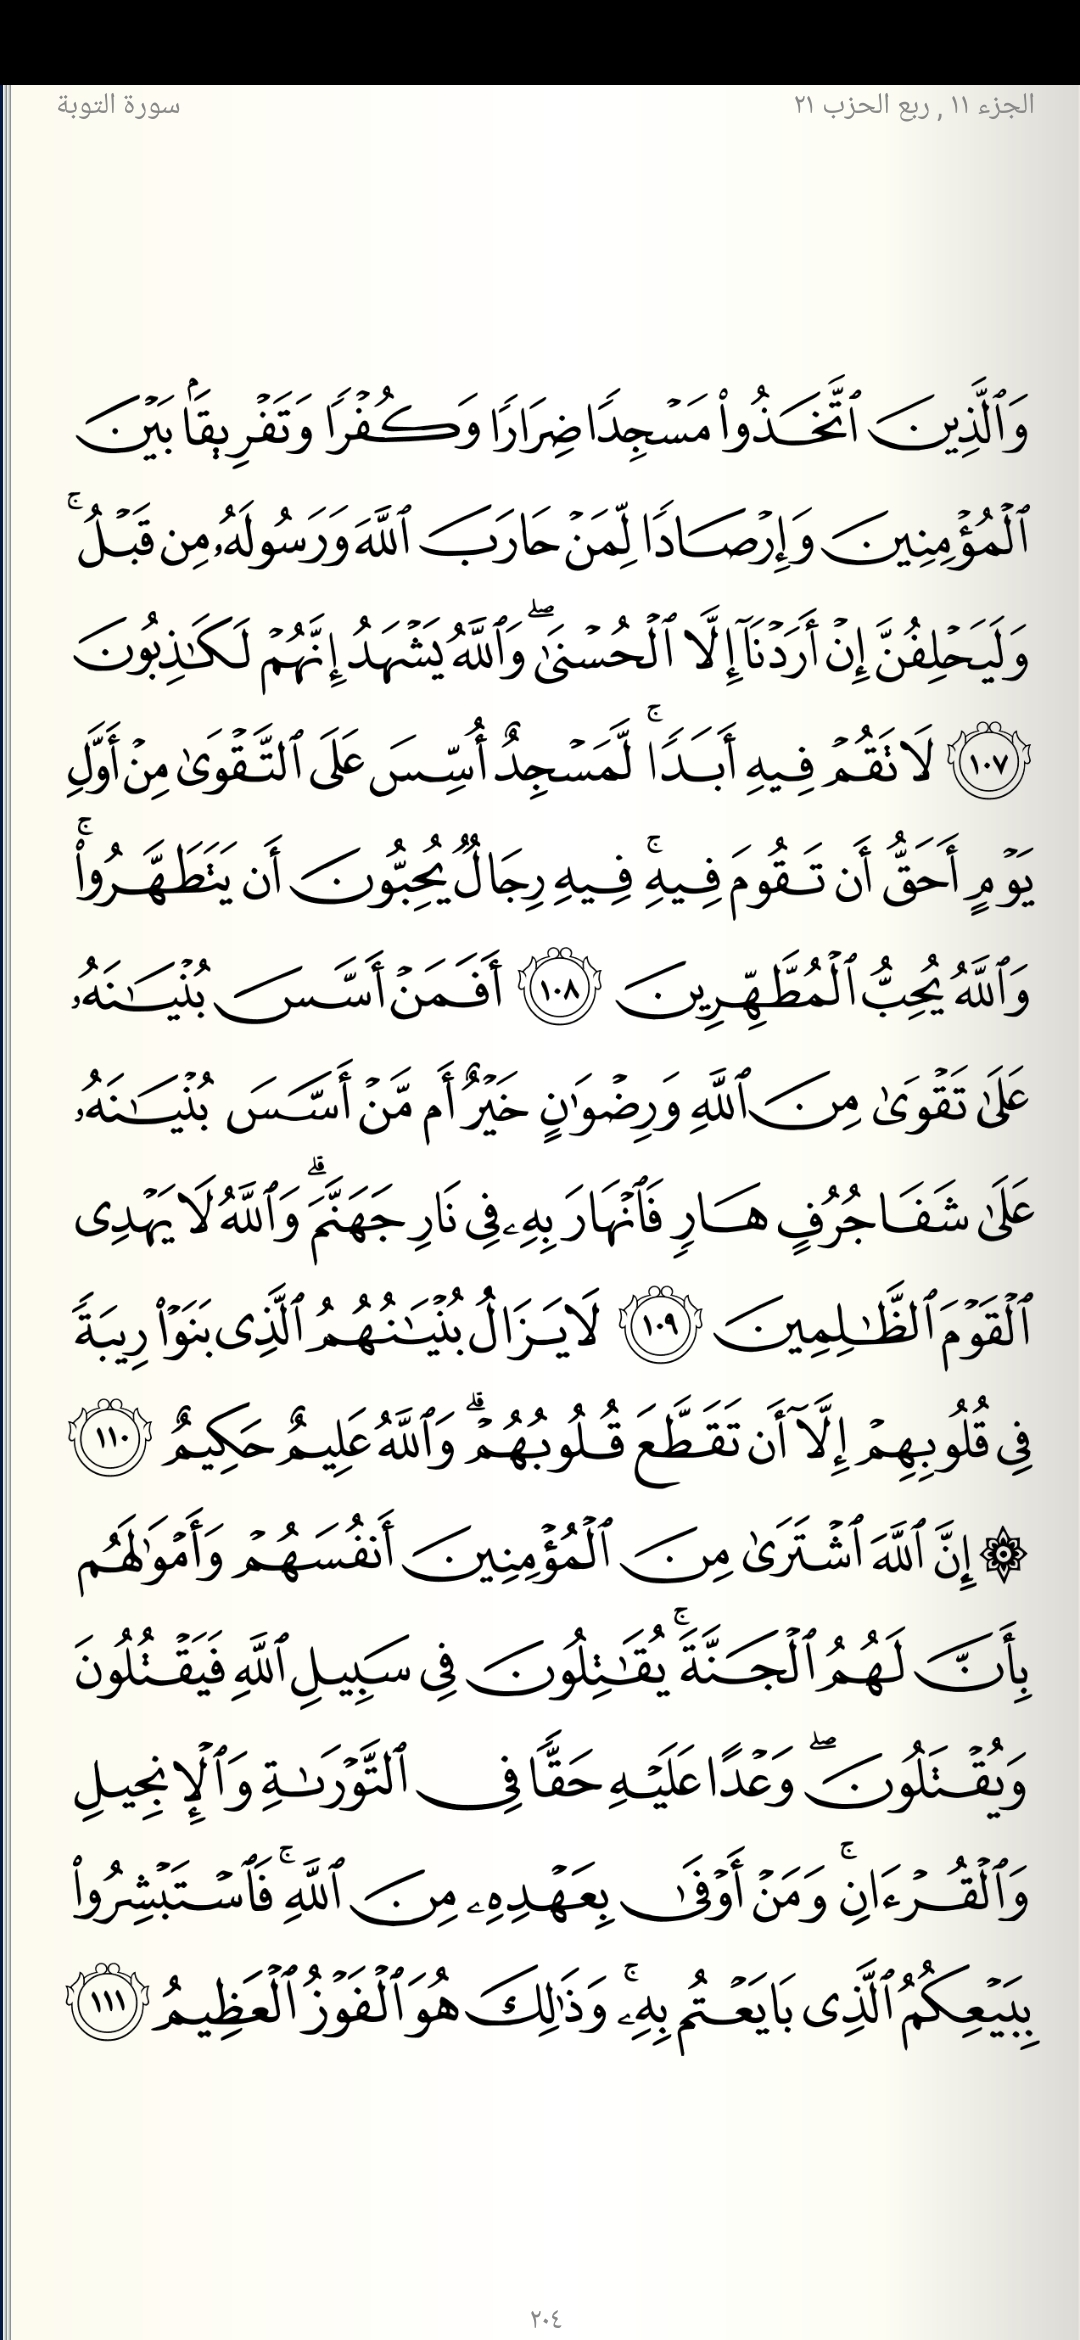 الجزء ١١ , ربع الحزب ٢١
سورة التوبة
وَٱلَّذِينَ ٱتَّخَذُوا۟ مَسۡجِدࣰا ضِرَارࣰا وَكُفۡرࣰا وَتَفۡرِيقَۢا بَيۡنَ
ٱلۡمُؤۡمِنِينَ وَإِرۡصَادࣰا لِّمَنۡ حَارَبَ ٱللَّهَ وَرَسُولَهُۥ مِن قَبۡلُۚ
وَلَيَحۡلِفُنَّ إِنۡ أَرَدۡنَآ إِلَّا ٱلۡحُسۡنَىٰۖ وَٱللَّهُ يَشۡهَدُ إِنَّهُمۡ لَكَـٰذِبُونَ
١٠٧ لَا تَقُمۡ فِيهِ أَبَدࣰاۚ لَّمَسۡجِدٌ أُسِّسَ عَلَى ٱلتَّقۡوَىٰ مِنۡ أَوَّلِ
يَوۡمٍ أَحَقُّ أَن تَقُومَ فِيهِۚ فِيهِ رِجَالࣱ يُحِبُّونَ أَن يَتَطَهَّرُوا۟ۚ
وَٱللَّهُ يُحِبُّ ٱلۡمُطَّهِّرِينَ ١٠٨ أَفَمَنۡ أَسَّسَ بُنۡيَـٰنَهُۥ
عَلَىٰ تَقۡوَىٰ مِنَ ٱللَّهِ وَرِضۡوَٰنٍ خَيۡرٌ أَم مَّنۡ أَسَّسَ بُنۡيَـٰنَهُۥ
عَلَىٰ شَفَا جُرُفٍ هَارࣲ فَٱنۡهَارَ بِهِۦ فِي نَارِ جَهَنَّمَۗ وَٱللَّهُ لَا يَهۡدِي
ٱلۡقَوۡمَ ٱلظَّـٰلِمِينَ ١٠٩ لَا يَزَالُ بُنۡيَـٰنُهُمُ ٱلَّذِي بَنَوۡا۟ رِيبَةࣰ
فِي قُلُوبِهِمۡ إِلَّآ أَن تَقَطَّعَ قُلُوبُهُمۡۗ وَٱللَّهُ عَلِيمٌ حَكِيمٌ ١١٠
۞ إِنَّ ٱللَّهَ ٱشۡتَرَىٰ مِنَ ٱلۡمُؤۡمِنِينَ أَنفُسَهُمۡ وَأَمۡوَٰلَهُم
بِأَنَّ لَهُمُ ٱلۡجَنَّةَۚ يُقَـٰتِلُونَ فِي سَبِيلِ ٱللَّهِ فَيَقۡتُلُونَ
وَيُقۡتَلُونَۖ وَعۡدًا عَلَيۡهِ حَقࣰّا فِي ٱلتَّوۡرَىٰةِ وَٱلۡإِنجِيلِ
وَٱلۡقُرۡءَانِۚ وَمَنۡ أَوۡفَىٰ بِعَهۡدِهِۦ مِنَ ٱللَّهِۚ فَٱسۡتَبۡشِرُوا۟
بِبَيۡعِكُمُ ٱلَّذِي بَايَعۡتُم بِهِۦۚ وَذَٰلِكَ هُوَ ٱلۡفَوۡزُ ٱلۡعَظِيمُ ١١١
٢٠٤